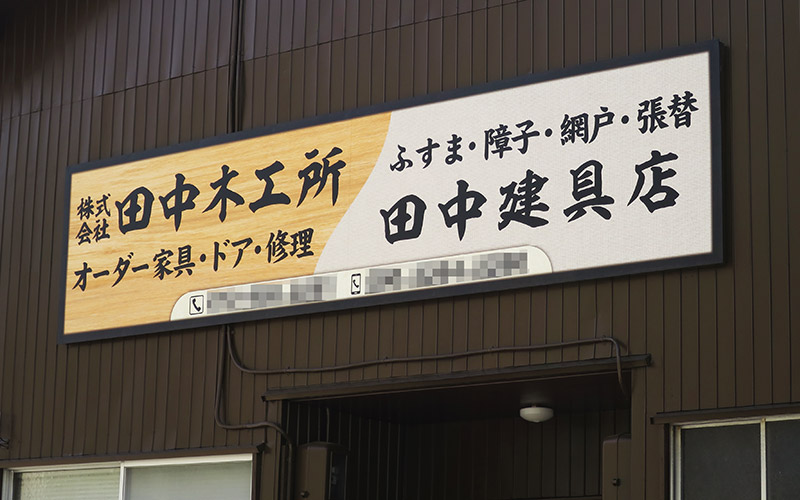 株式会社 田中木工所
オーダー家具・ドア・修理
ふすま・障子・網戸・張替
田中建具店